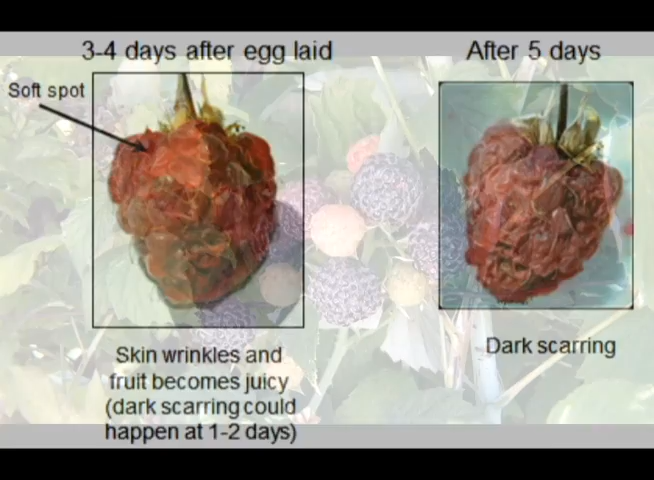 3-4 days after egg laid
After 5 days
Soft spot
Skin wrinkles and
fruit becomes juicy
(dark scarring could
happen at 1-2 days)
Dark scarring